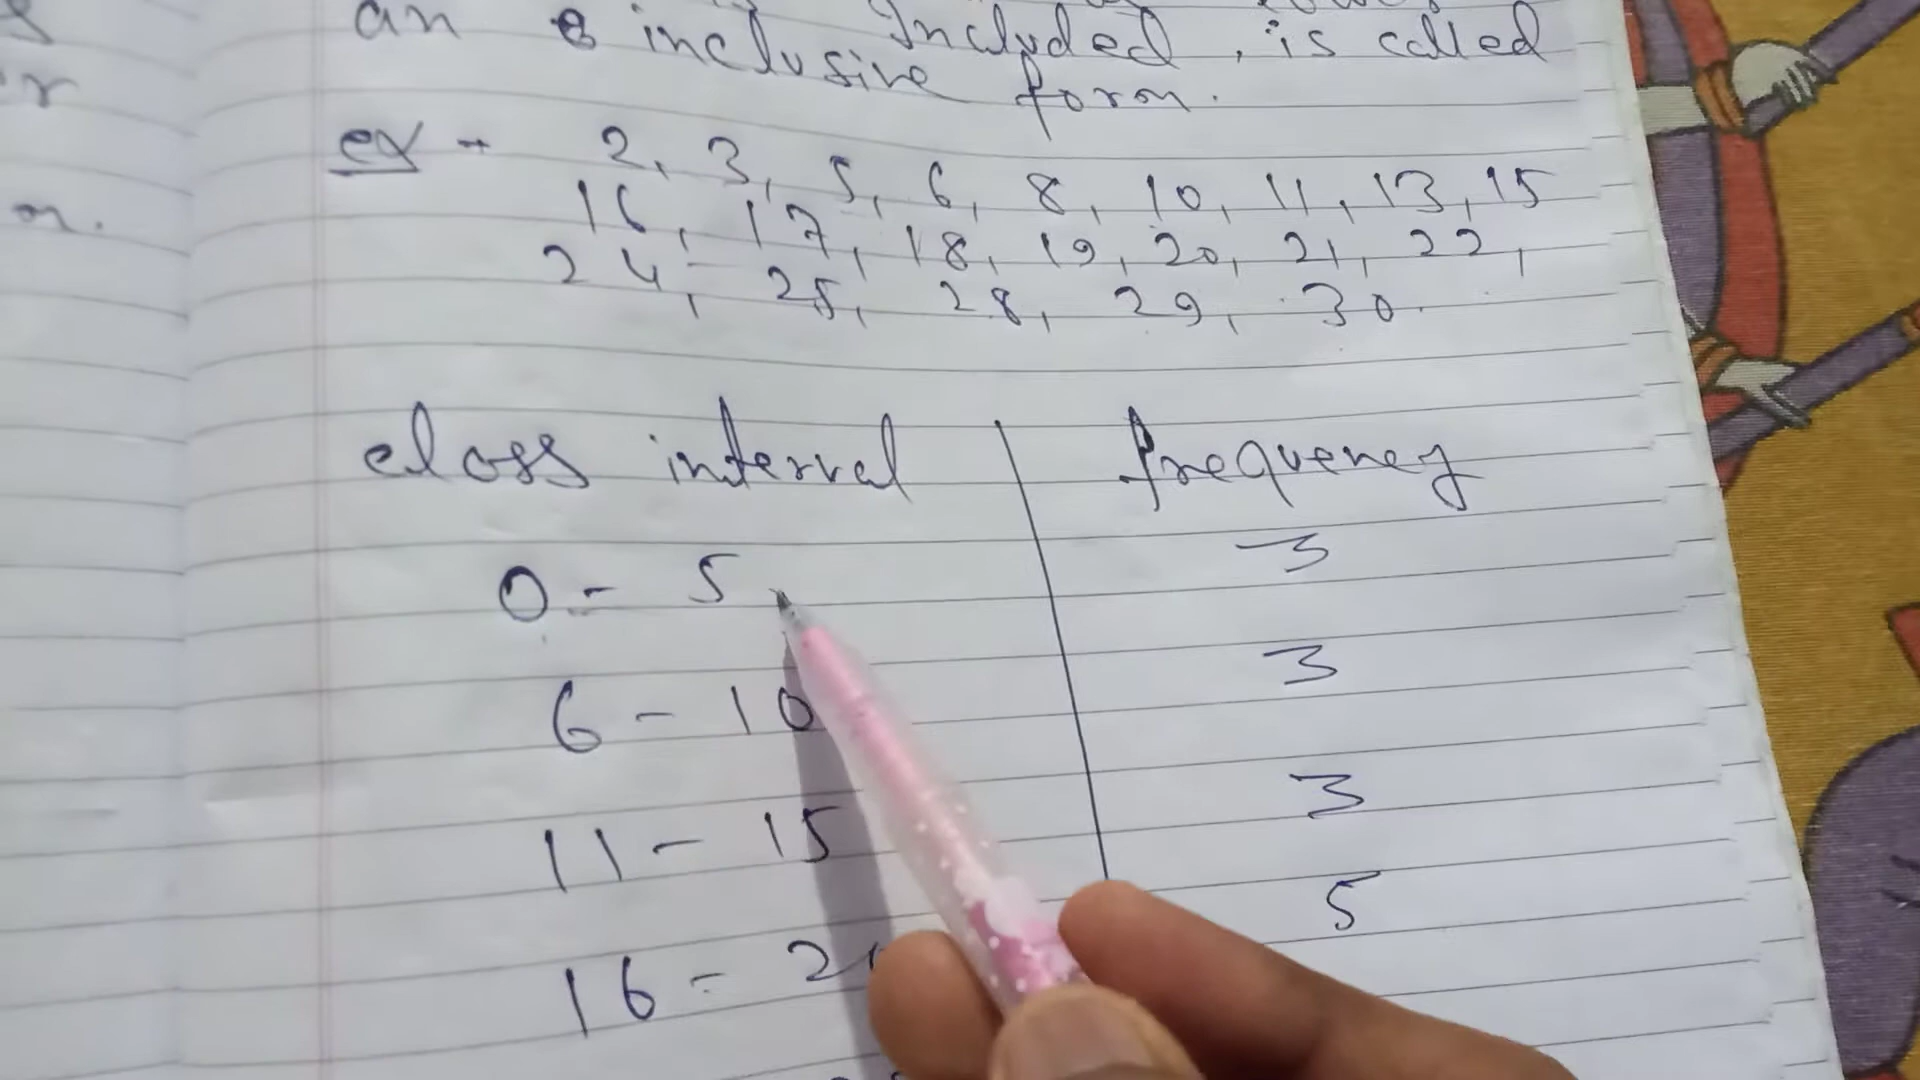 an inclusive Included, is called
form.
ex - 2, 3, 5, 6, 8, 10, 11, 13, 15
16, 17, 18, 19, 20, 21, 22,
24, 25, 28, 29, 30.
class interval frequency
0 - 5 3
6 - 10 3
11 - 15 3
16 - 5
r
n.